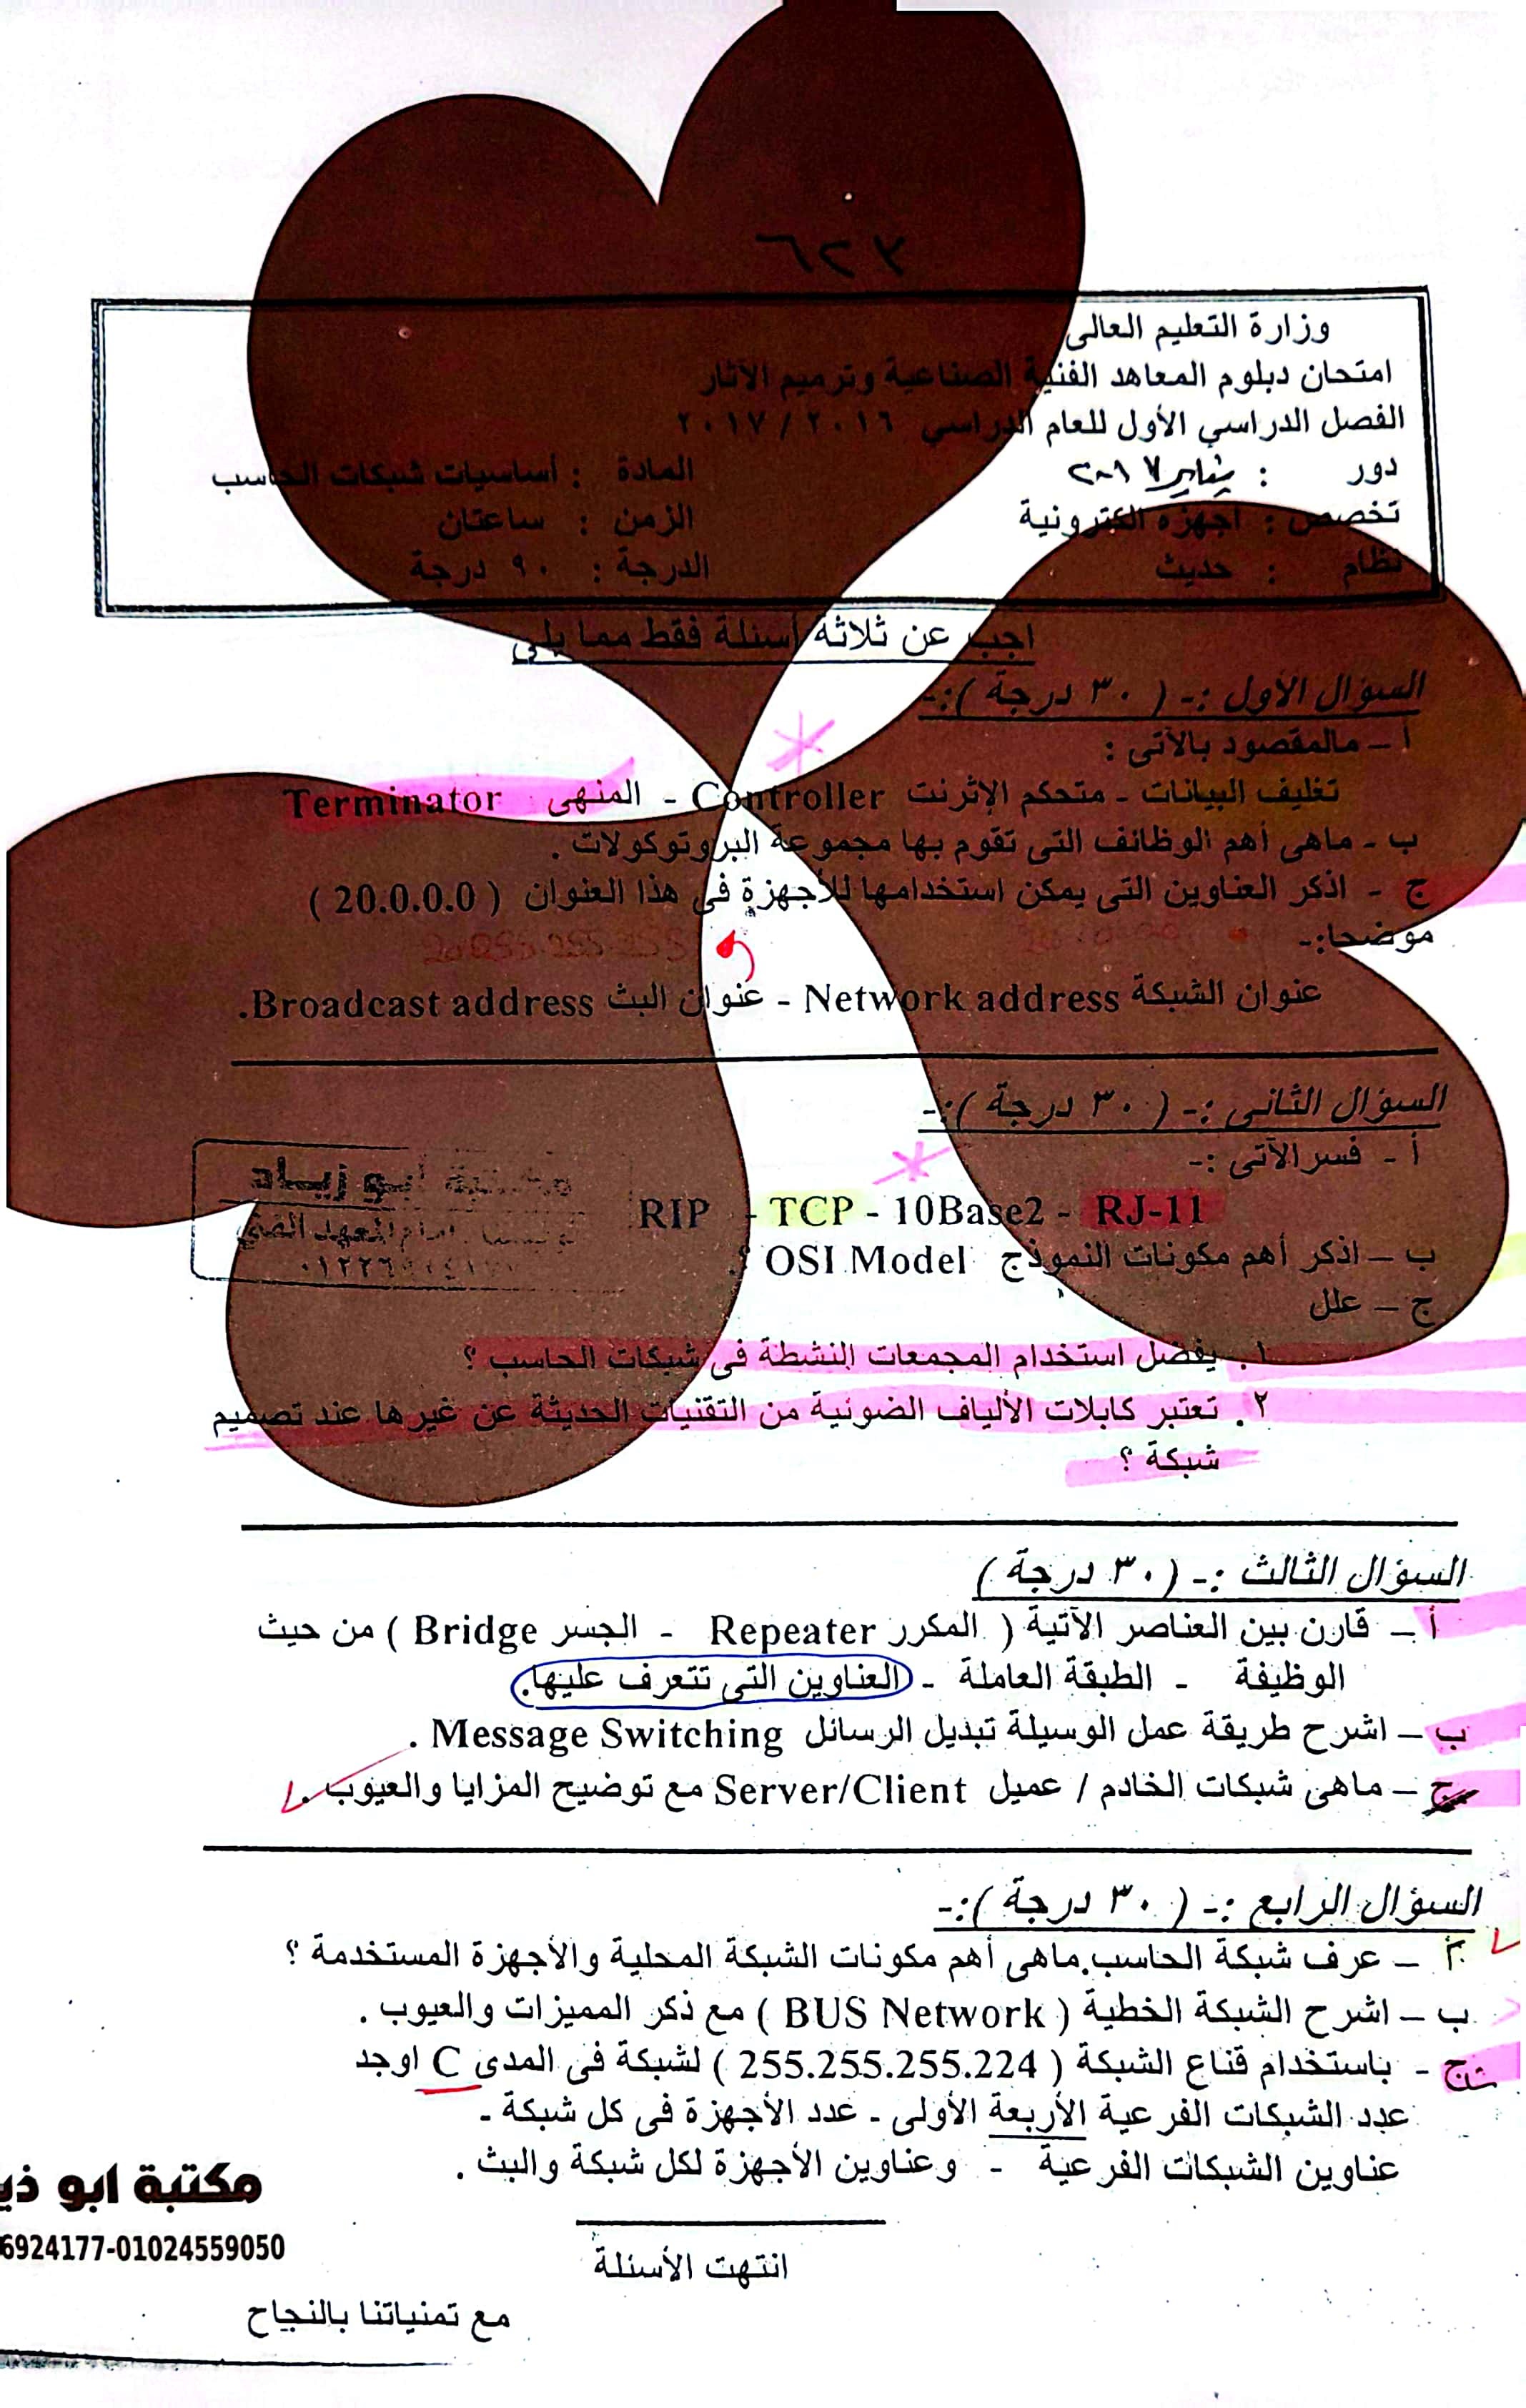 ٣٢٦
وزارة التعليم العالى
امتحان دبلوم المعاهد الفنية الصناعية وترميم الآثار
الفصل الدراسي الأول للعام الدراسي ٢٠١٦ / ٢٠١٧
دور : يناير ٢٠١٧ المادة : أساسيات شبكات الحاسب
تخصص : أجهزة الكترونية الزمن : ساعتان
نظام : حديث الدرجة : ٩٠ درجة
اجب عن ثلاثة أسئلة فقط مما يلى
السؤال الأول :- ( ٣٠ درجة ):-
أ – مالمقصود بالآتى :
تغليف البيانات - متحكم الإثرنت Controller - المنهى Terminator
ب - ماهى أهم الوظائف التى تقوم بها مجموعة البروتوكولات .
ج - اذكر العناوين التى يمكن استخدامها للأجهزة فى هذا العنوان ( 20.0.0.0 )
موضحا:-
20.255.255.255
عنوان الشبكة Network address - عنوان البث Broadcast address.
السؤال الثانى :- ( ٣٠ درجة ):-
أ - فسرالآتى :-
RIP - TCP - 10Base2 - RJ-11
ب – اذكر أهم مكونات النموذج OSI Model ؟.
ج – علل
١. يفضل استخدام المجمعات النشطة فى شبكات الحاسب ؟
٢. تعتبر كابلات الألياف الضوئية من التقنيات الحديثة عن غيرها عند تصميم
شبكة ؟
مكتبة ابو زياد
امام المعهد الفنى
السؤال الثالث :- ( ٣٠ درجة )
أ – قارن بين العناصر الآتية ( المكرر Repeater - الجسر Bridge ) من حيث
الوظيفة - الطبقة العاملة - العناوين التى تتعرف عليها.
ب – اشرح طريقة عمل الوسيلة تبديل الرسائل Message Switching .
ج – ماهى شبكات الخادم / عميل Server/Client مع توضيح المزايا والعيوب .
السؤال الرابع :- ( ٣٠ درجة ):-
أ – عرف شبكة الحاسب.ماهى أهم مكونات الشبكة المحلية والأجهزة المستخدمة ؟
ب – اشرح الشبكة الخطية ( BUS Network ) مع ذكر المميزات والعيوب .
ج - باستخدام قناع الشبكة ( 255.255.255.224 ) لشبكة فى المدى C اوجد
عدد الشبكات الفرعية الأربعة الأولى - عدد الأجهزة فى كل شبكة -
عناوين الشبكات الفرعية - وعناوين الأجهزة لكل شبكة والبث .
مكتبة ابو
6924177-01024559050
انتهت الأسئلة
مع تمنياتنا بالنجاح